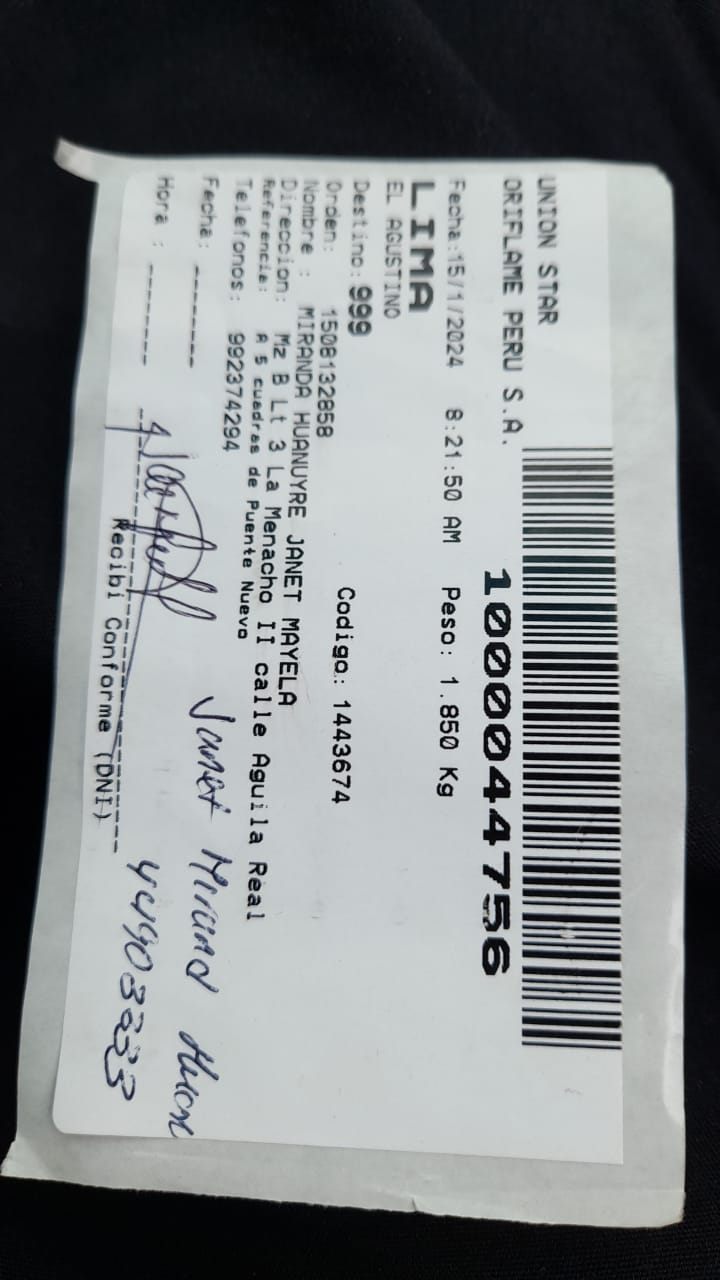 UNION STAR
ORIFLAME PERU S.A.
1000044756
Fecha:15/1/2024 8:21:50 AM Peso: 1.850 Kg
LIMA
EL AGUSTINO
Destino: 999
Orden: 1508132858 Codigo.: 1443674
Nombre : MIRANDA HUANUYRE JANET MAYELA
Direccion: Mz B Lt 3 La Menacho II calle Aguila Real
Referencia: A 5 cuadras de Puente Nuevo
Telefonos: 992374294
Fecha: -------
Hora : -------
Janet Mirand
Recibi Conforme (DNI)